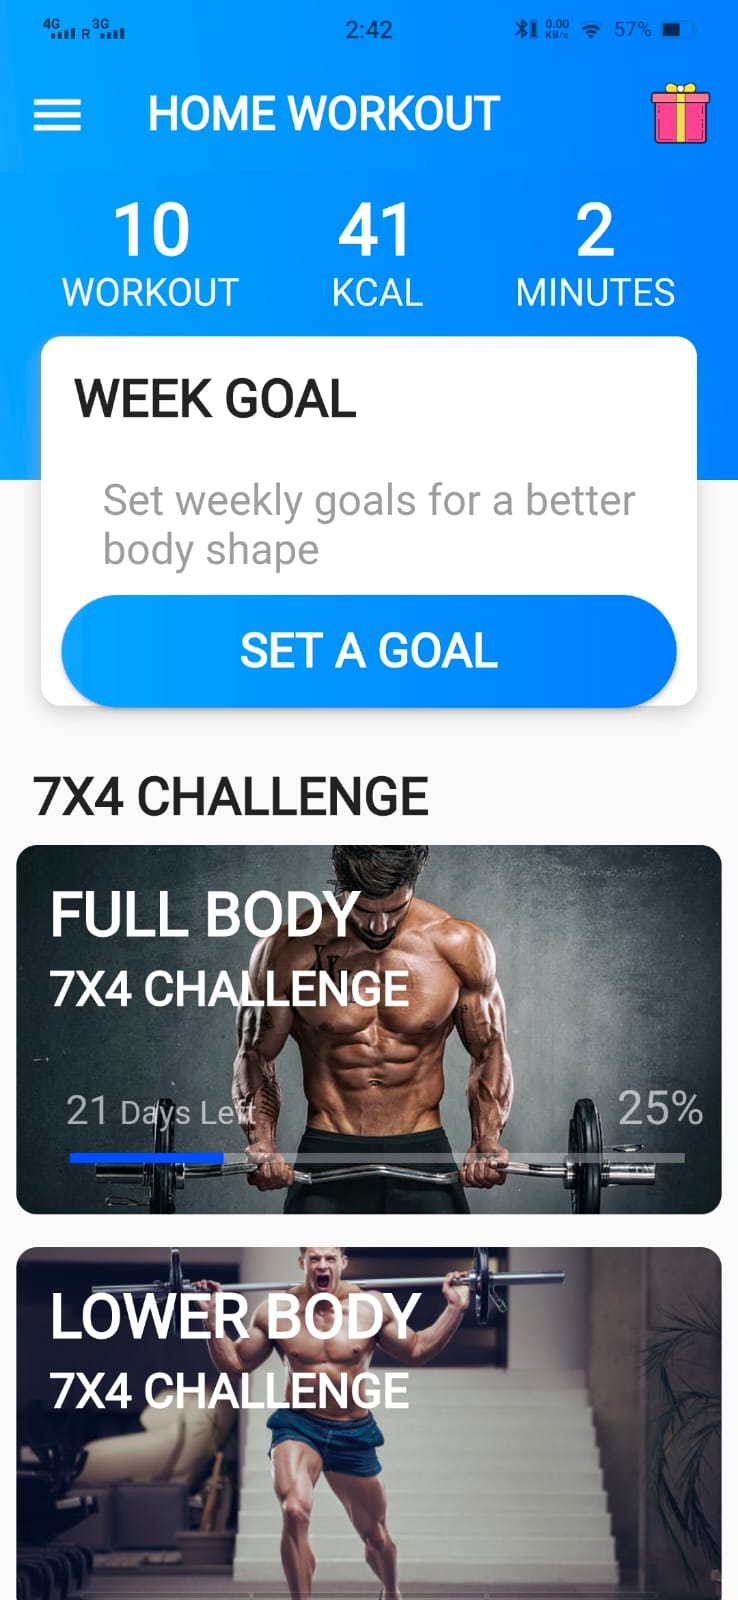 4G R 3G 2:42 0.00 KB/s 57%
HOME WORKOUT
10 41 2
WORKOUT KCAL MINUTES
WEEK GOAL
Set weekly goals for a better
body shape
SET A GOAL
7X4 CHALLENGE
FULL BODY
7X4 CHALLENGE
21 Days Left 25%
LOWER BODY
7X4 CHALLENGE